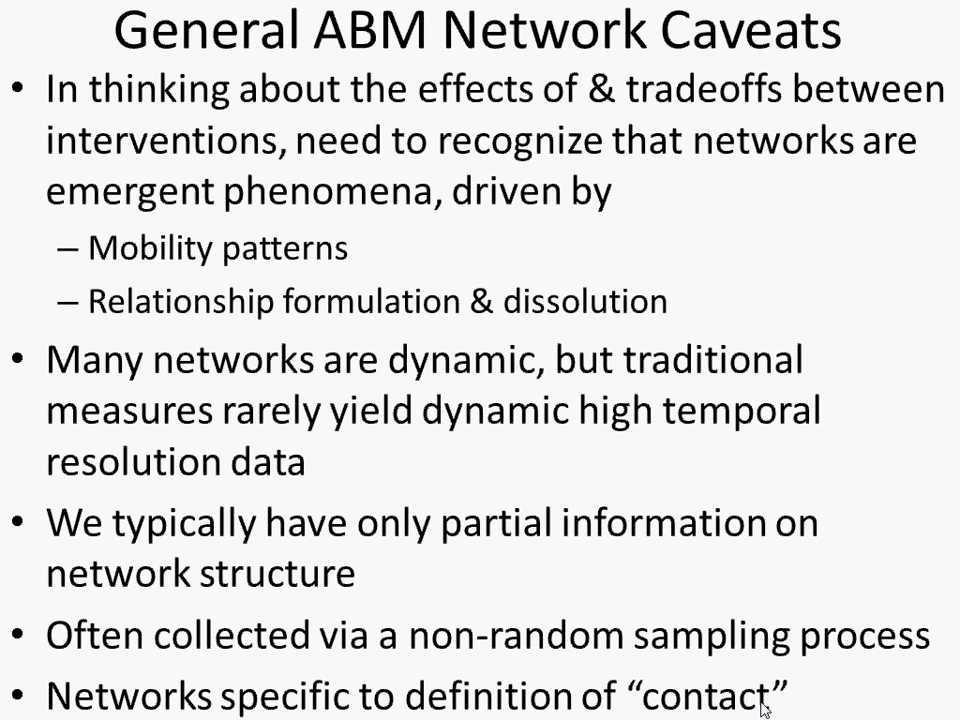 General ABM Network Caveats
• In thinking about the effects of & tradeoffs between
interventions, need to recognize that networks are
emergent phenomena, driven by
– Mobility patterns
– Relationship formulation & dissolution
• Many networks are dynamic, but traditional
measures rarely yield dynamic high temporal
resolution data
• We typically have only partial information on
network structure
• Often collected via a non-random sampling process
• Networks specific to definition of “contact”